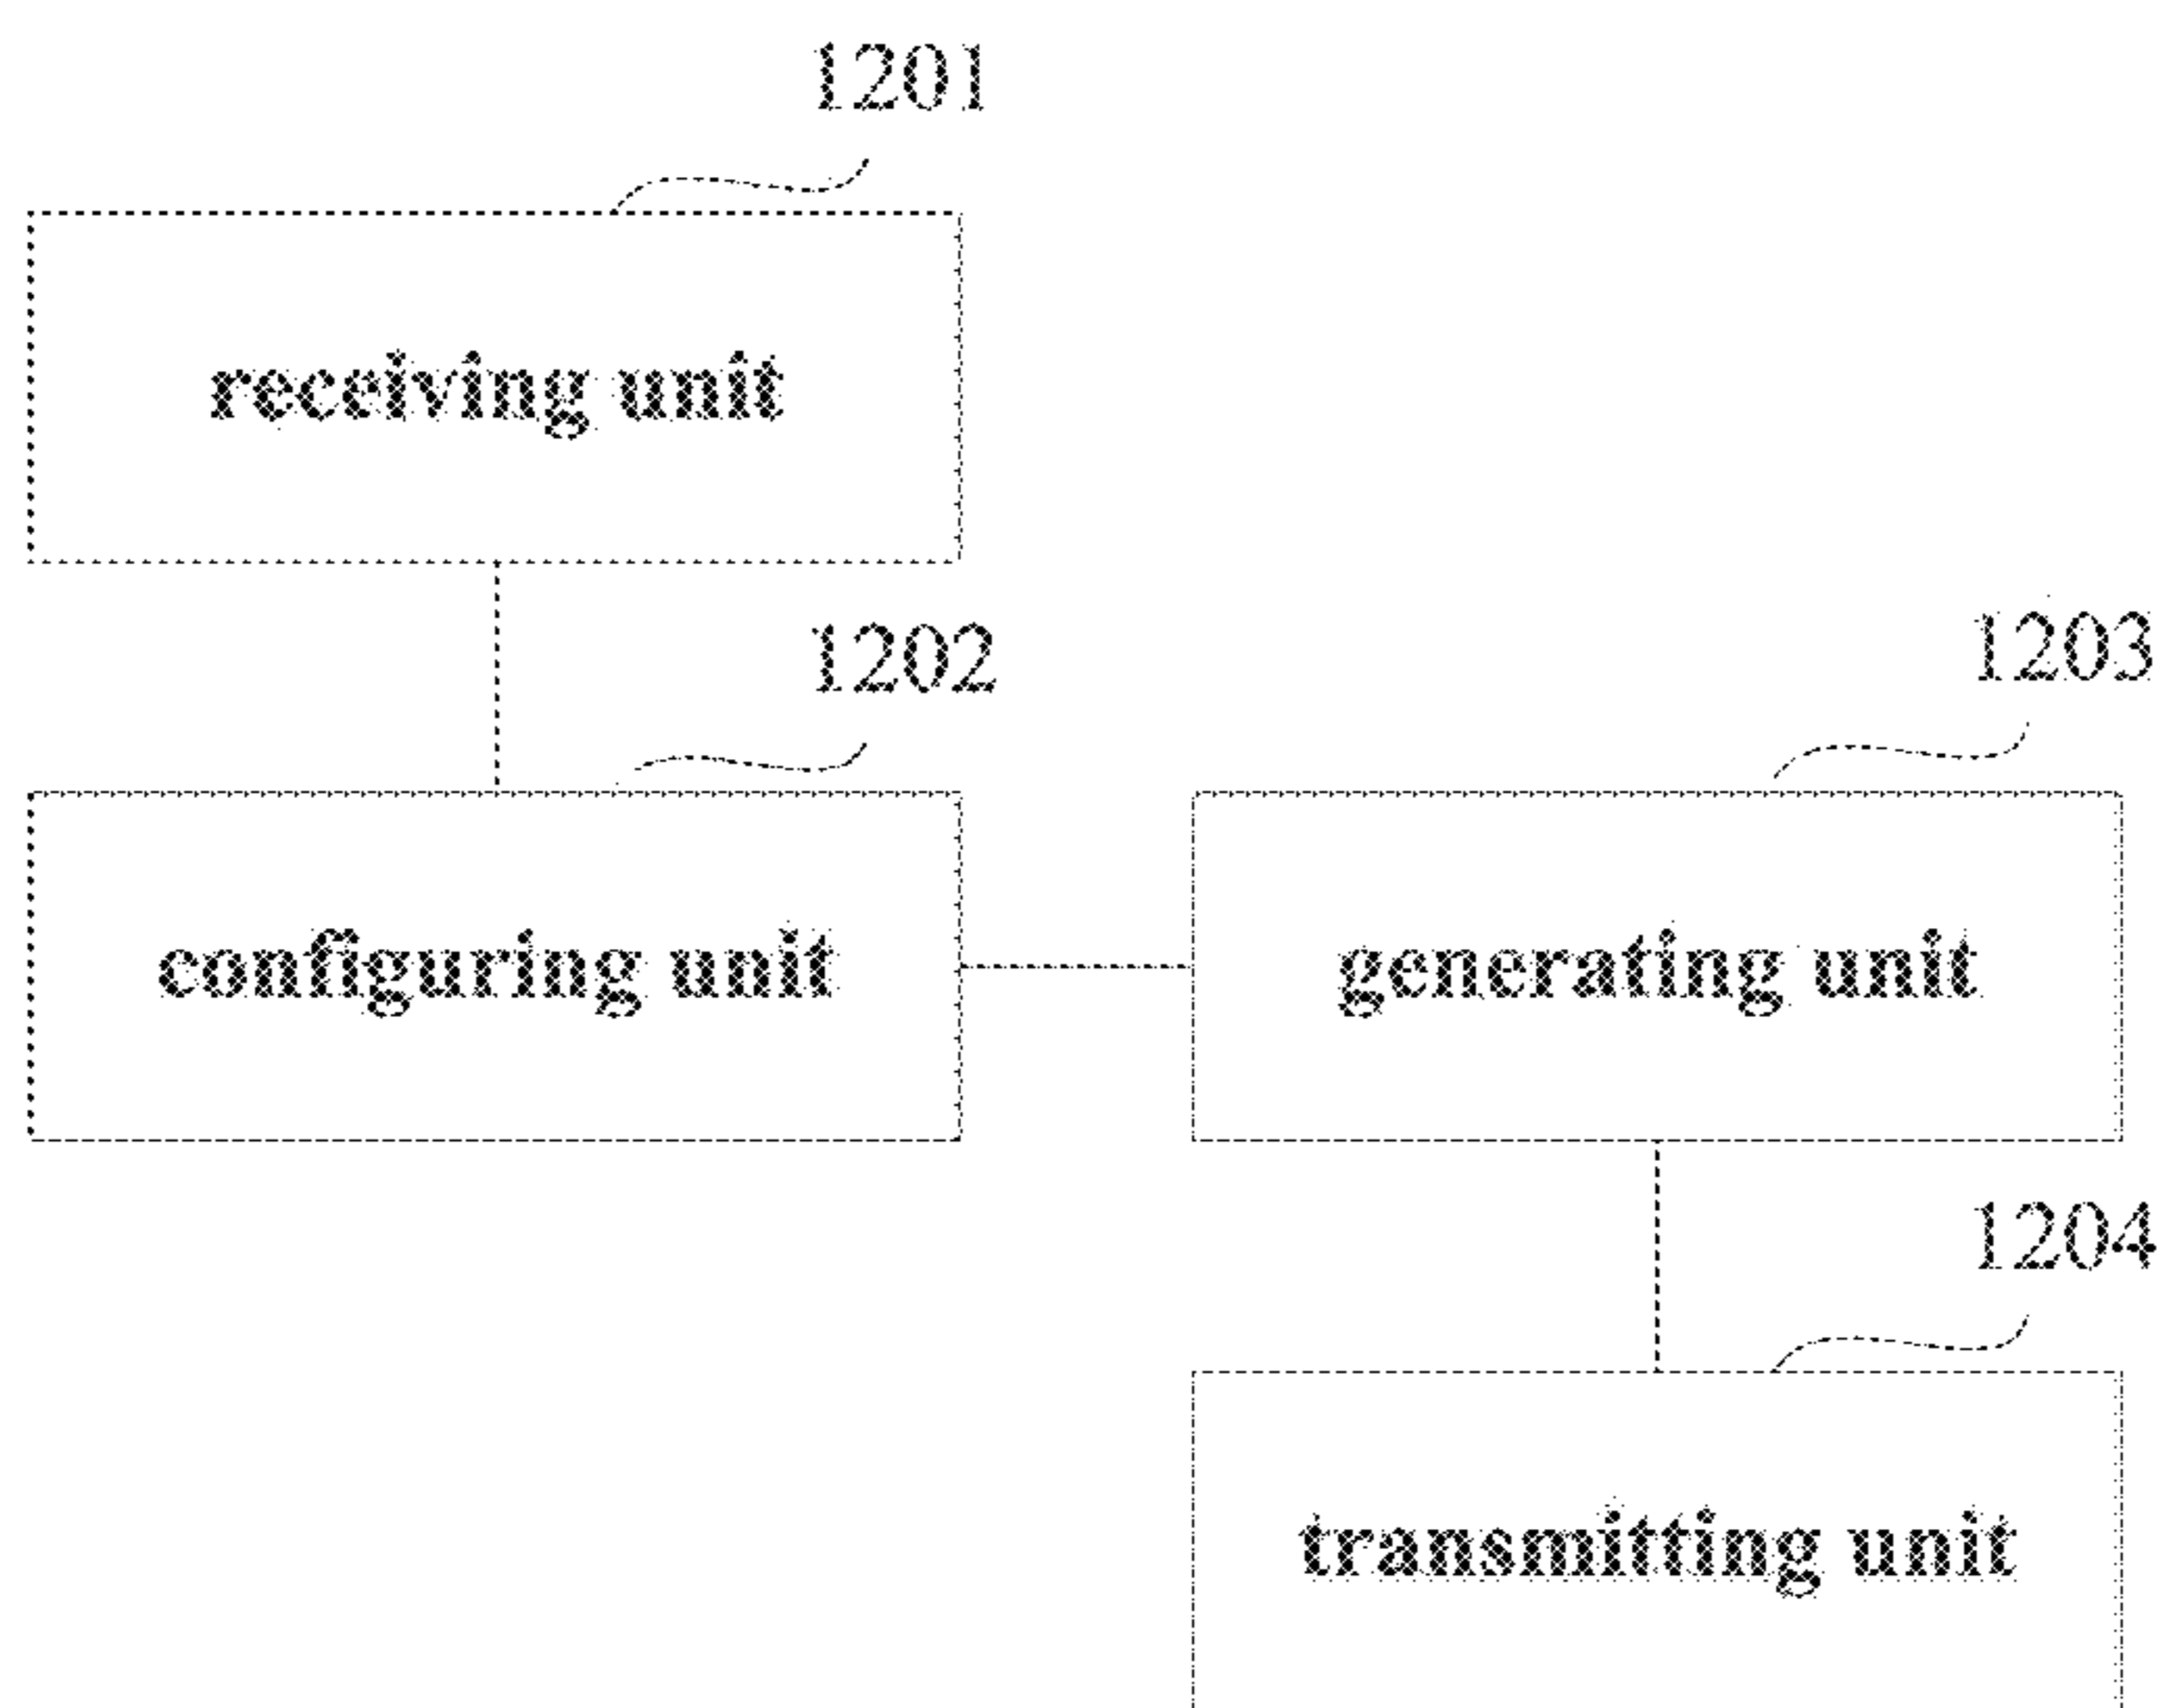 1201
receiving unit
1202
1203
configuring unit
generating unit
1204
transmitting unit